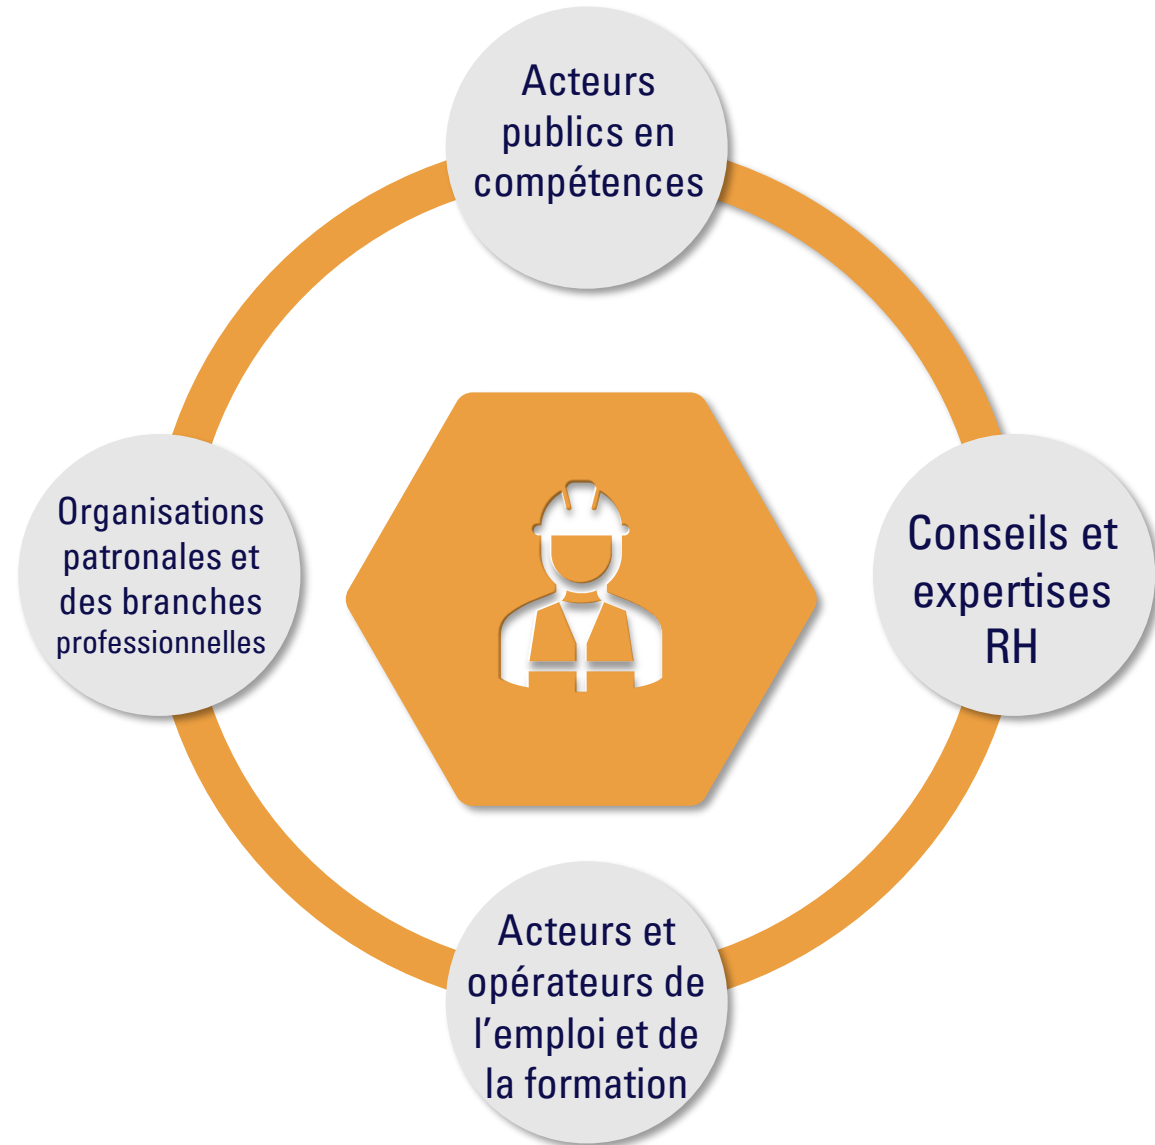 Acteurs
publics en
compétences
Organisations
patronales et
des branches
professionnelles
Conseils et
expertises
RH
Acteurs et
opérateurs de
l’emploi et de
la formation